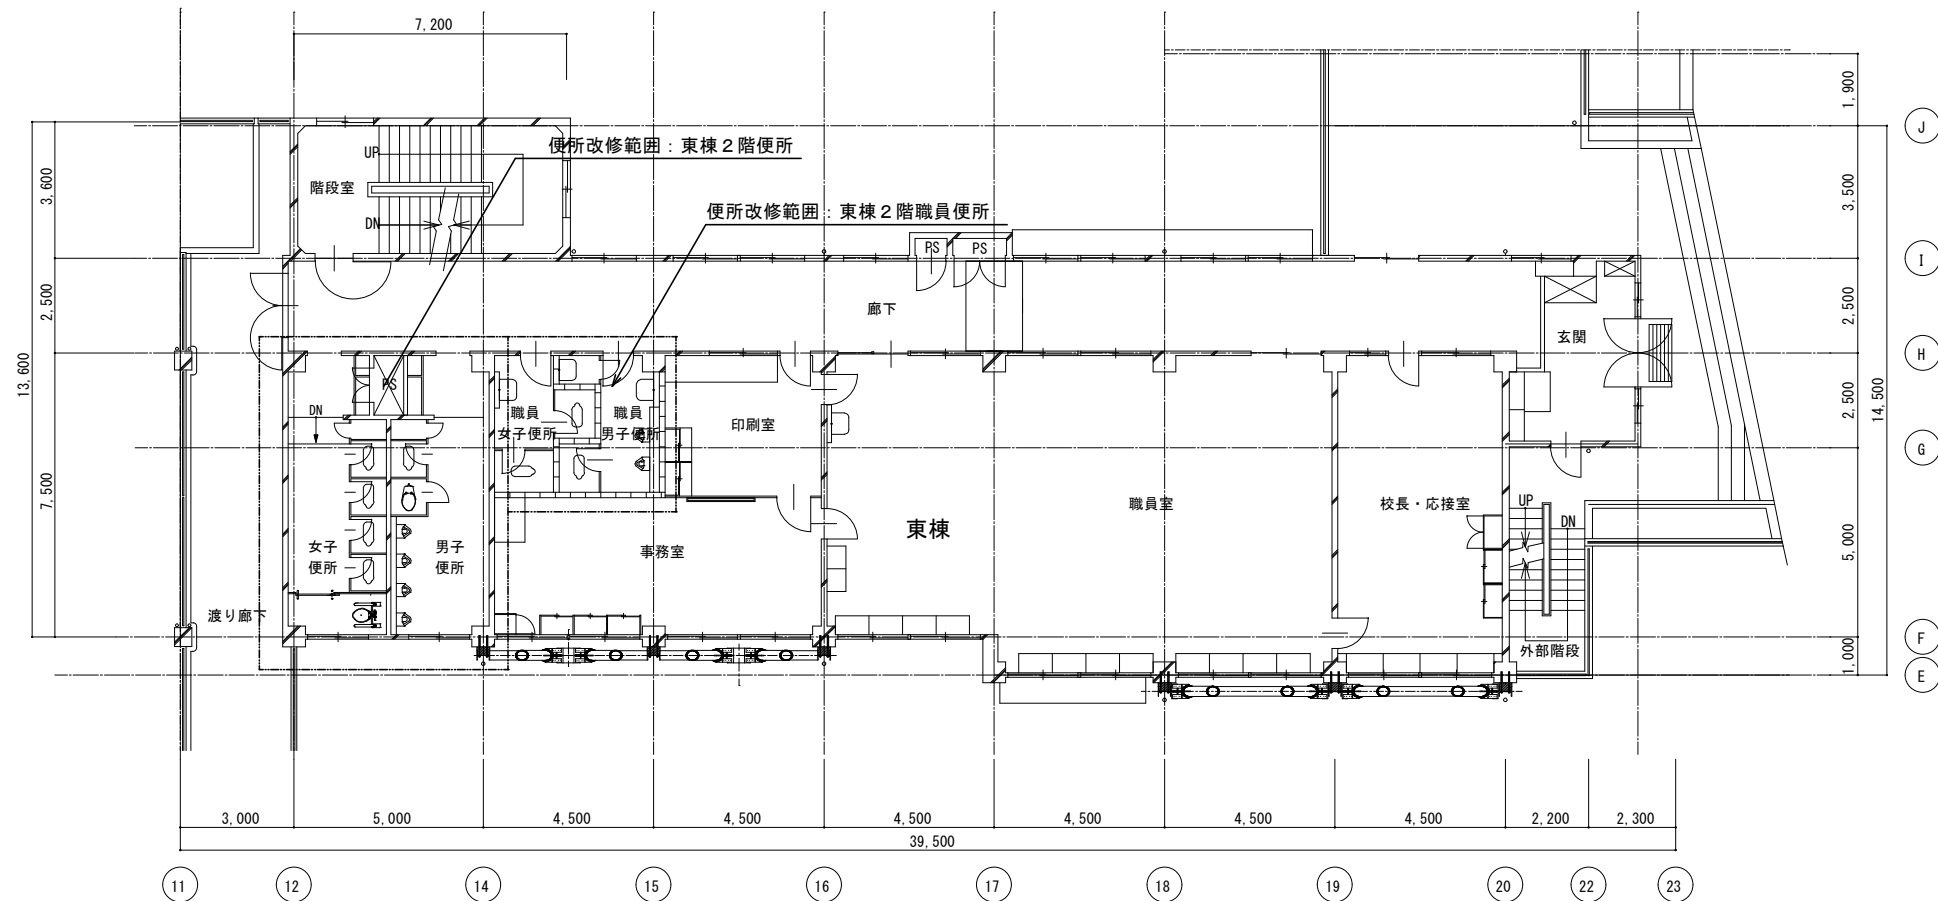 7,200
1,900
J
便所改修範囲：東棟２階便所
UP
3,600
階段室
3,500
便所改修範囲：東棟２階職員便所
DN
PS
PS
I
2,500
廊下
2,500
玄関
H
13,600
PS
DN
職員
女子便所
職員
男子便所
印刷室
2,500
14,500
G
7,500
職員室
校長・応接室
UP
DN
東棟
女子
便所
男子
便所
事務室
5,000
渡り廊下
外部階段
F
1,000
E
3,000
5,000
4,500
4,500
4,500
4,500
4,500
4,500
2,200
2,300
39,500
11
12
14
15
16
17
18
19
20
22
23